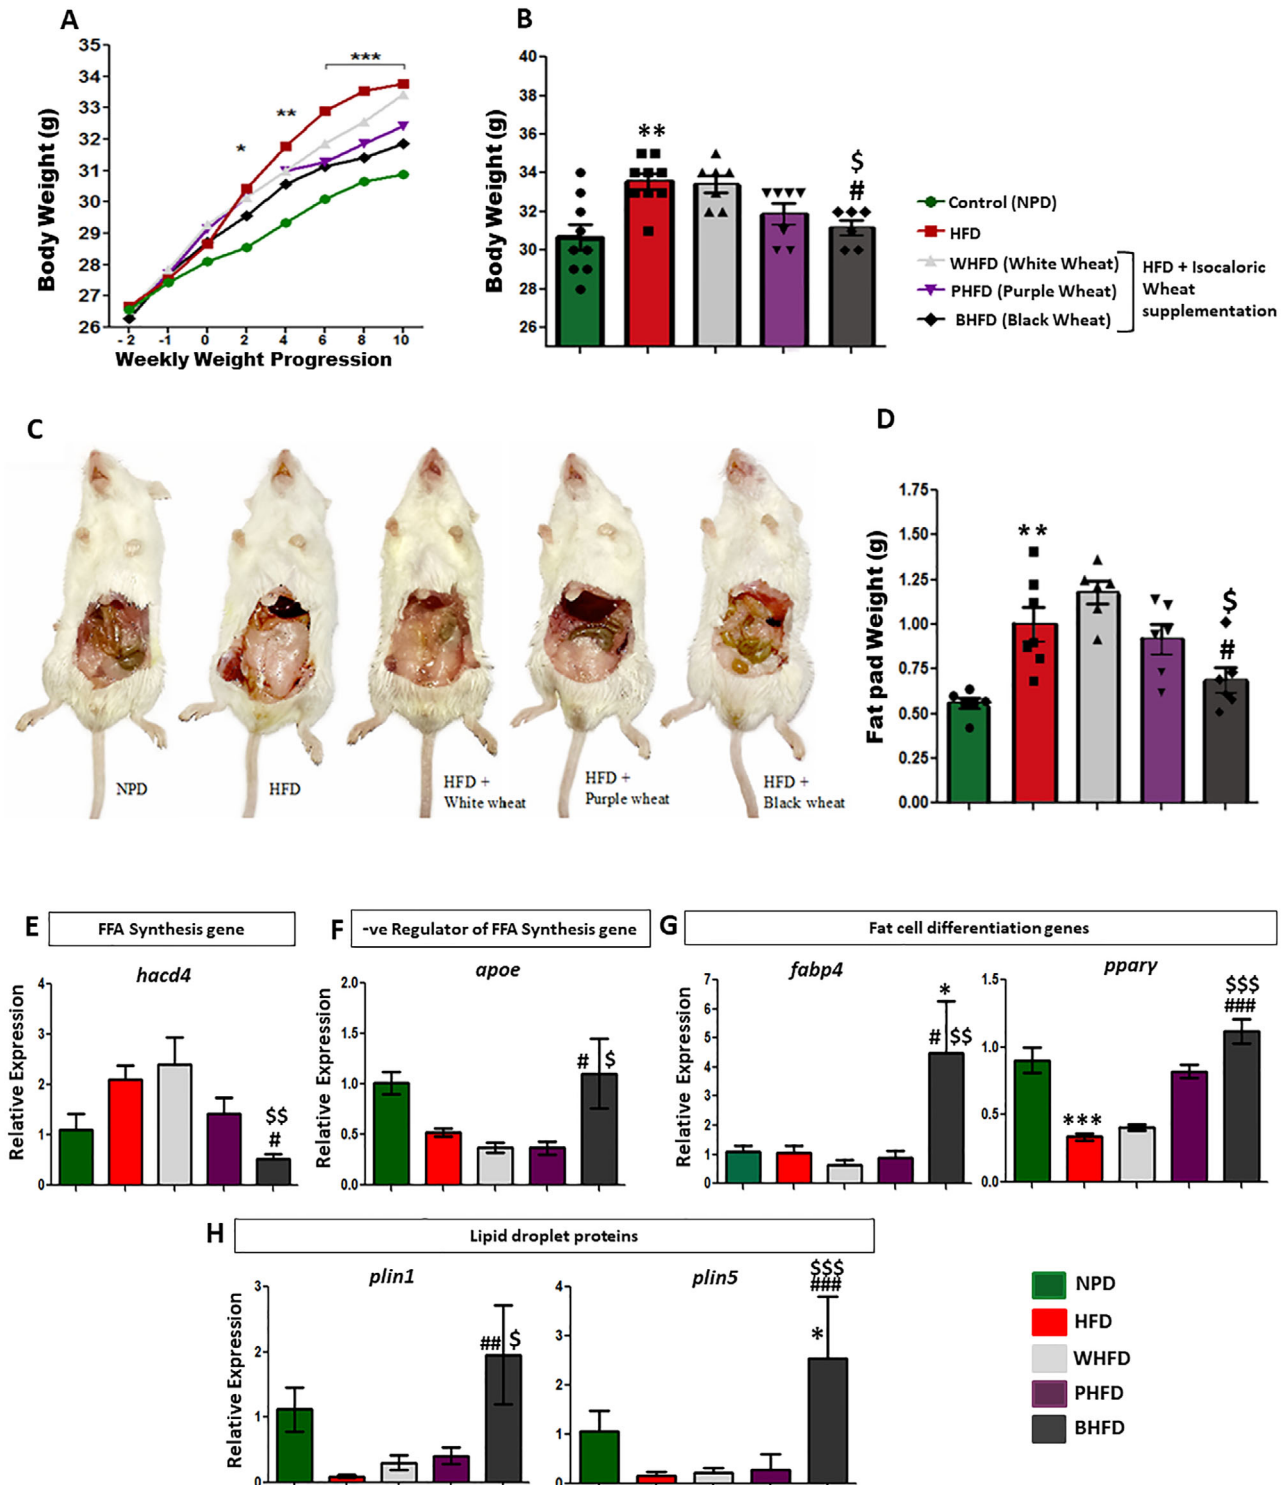 A
35
34
33
32
31
30
29
28
27
26
Body Weight (g)
*
**
***
- 2
-1
0
2
4
6
8
10
Weekly Weight Progression
B
40
36
34
32
30
28
26
Body Weight (g)
**
$
#
Control (NPD)
HFD
WHFD (White Wheat)
PHFD (Purple Wheat)
BHFD (Black Wheat)
HFD + Isocaloric
Wheat
supplementation
C
NPD
HFD
HFD +
White wheat
HFD +
Purple wheat
HFD +
Black wheat
D
1.75
1.50
1.25
1.00
0.75
0.50
0.25
0.00
Fat pad Weight (g)
**
$
#
E
FFA Synthesis gene
hacd4
4
3
2
1
0
Relative Expression
$$
#
F
-ve Regulator of FFA Synthesis gene
apoe
2.0
1.5
1.0
0.5
0.0
Relative Expression
# $
G
Fat cell differentiation genes
fabp4
7
6
5
4
3
2
1
0
Relative Expression
*
# $$
pparγ
1.5
1.0
0.5
0.0
***
$$$
###
H
Lipid droplet proteins
plin1
3
2
1
0
Relative Expression
## $
plin5
4
3
2
1
0
$$$
###
*
NPD
HFD
WHFD
PHFD
BHFD